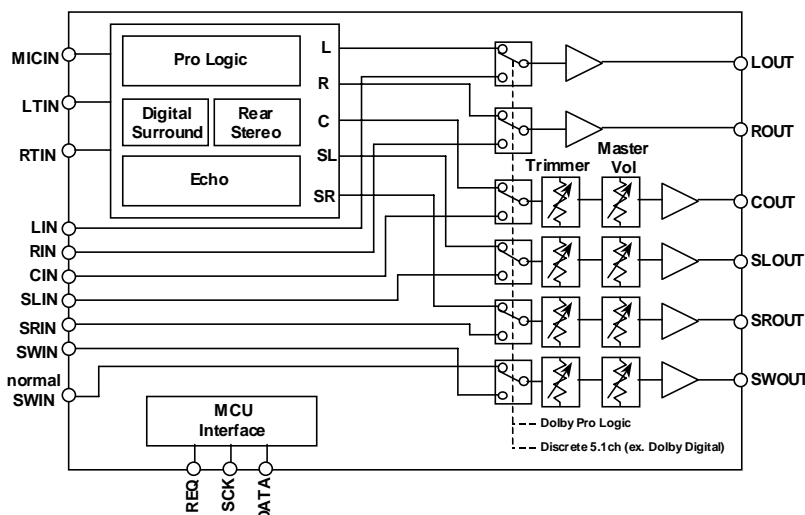 MICIN
LTIN
RTIN
LIN
RIN
CIN
SLIN
SRIN
SWIN
normal
SWIN
Pro Logic
Digital
Surround
Rear
Stereo
Echo
L
R
C
SL
SR
Trimmer
Master
Vol
LOUT
ROUT
COUT
SLOUT
SROUT
SWOUT
MCU
Interface
REQ
SCK
DATA
Dolby Pro Logic
Discrete 5.1ch (ex. Dolby Digital)